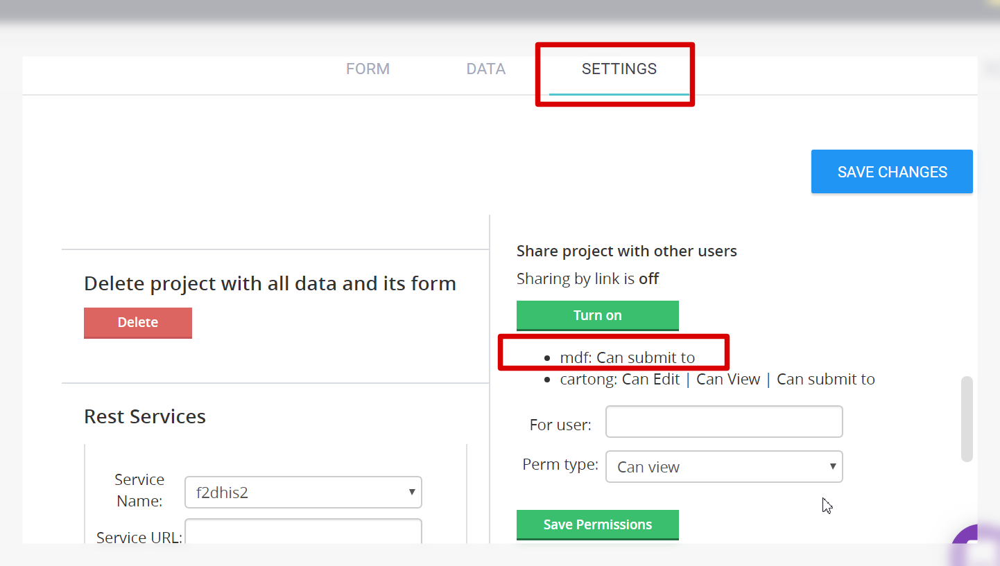 FORM DATA SETTINGS
SAVE CHANGES
Delete project with all data and its form
Delete
Rest Services
Service Name:
f2dhis2
Service URL:
Share project with other users
Sharing by link is off
Turn on
mdf: Can submit to
cartong: Can Edit | Can View | Can submit to
For user:
Perm type: Can view
Save Permissions